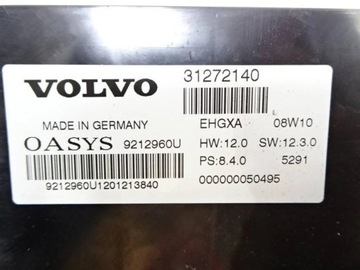 VOLVO 31272140
MADE IN GERMANY EHGXA 08W10
OASYS 9212960U HW:12.0 SW:12.3.0
PS:8.4.0 5291
9212960U1201213840 000000050495